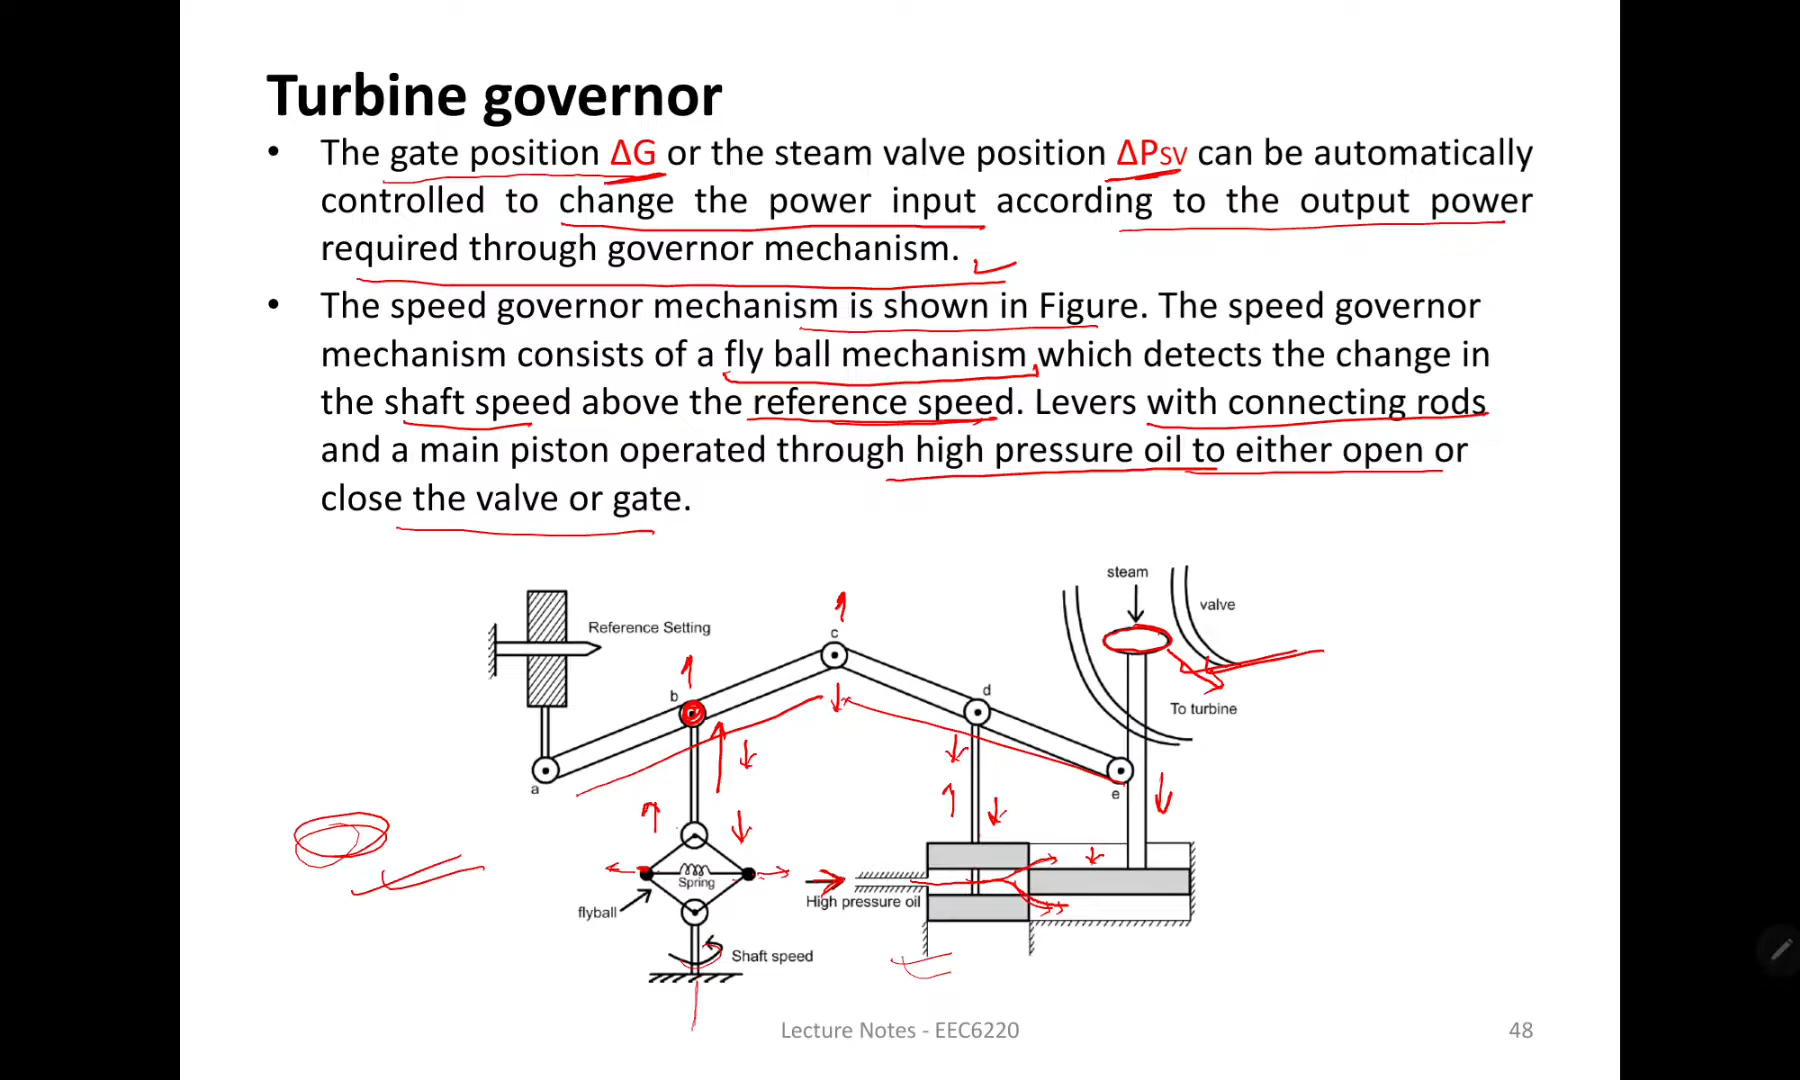 Turbine governor
• The gate position ΔG or the steam valve position ΔPSV can be automatically
controlled to change the power input according to the output power
required through governor mechanism.
• The speed governor mechanism is shown in Figure. The speed governor
mechanism consists of a fly ball mechanism which detects the change in
the shaft speed above the reference speed. Levers with connecting rods
and a main piston operated through high pressure oil to either open or
close the valve or gate.
steam
valve
Reference Setting
c
b
d
To turbine
a
e
Spring
High pressure oil
flyball
Shaft speed
Lecture Notes - EEC6220
48